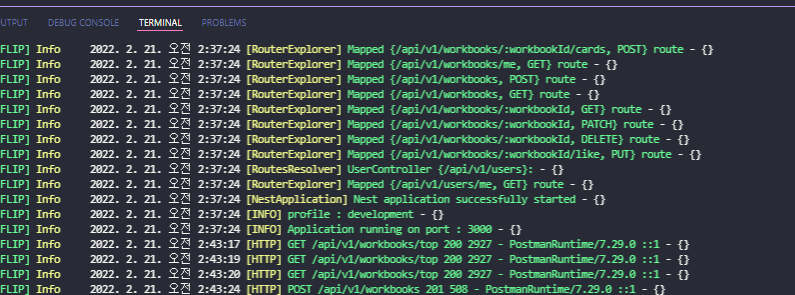 UTPUT DEBUG CONSOLE TERMINAL PROBLEMS
FLIP] Info 2022. 2. 21. 오전 2:37:24 [RouterExplorer] Mapped {/api/v1/workbooks/:workbookId/cards, POST} route - {}
FLIP] Info 2022. 2. 21. 오전 2:37:24 [RouterExplorer] Mapped {/api/v1/workbooks/me, GET} route - {}
FLIP] Info 2022. 2. 21. 오전 2:37:24 [RouterExplorer] Mapped {/api/v1/workbooks, POST} route - {}
FLIP] Info 2022. 2. 21. 오전 2:37:24 [RouterExplorer] Mapped {/api/v1/workbooks, GET} route - {}
FLIP] Info 2022. 2. 21. 오전 2:37:24 [RouterExplorer] Mapped {/api/v1/workbooks/:workbookId, GET} route - {}
FLIP] Info 2022. 2. 21. 오전 2:37:24 [RouterExplorer] Mapped {/api/v1/workbooks/:workbookId, PATCH} route - {}
FLIP] Info 2022. 2. 21. 오전 2:37:24 [RouterExplorer] Mapped {/api/v1/workbooks/:workbookId, DELETE} route - {}
FLIP] Info 2022. 2. 21. 오전 2:37:24 [RouterExplorer] Mapped {/api/v1/workbooks/:workbookId/like, PUT} route - {}
FLIP] Info 2022. 2. 21. 오전 2:37:24 [RoutesResolver] UserController {/api/v1/users}: - {}
FLIP] Info 2022. 2. 21. 오전 2:37:24 [RouterExplorer] Mapped {/api/v1/users/me, GET} route - {}
FLIP] Info 2022. 2. 21. 오전 2:37:24 [NestApplication] Nest application successfully started - {}
FLIP] Info 2022. 2. 21. 오전 2:37:24 [INFO] profile : development - {}
FLIP] Info 2022. 2. 21. 오전 2:37:24 [INFO] Application running on port : 3000 - {}
FLIP] Info 2022. 2. 21. 오전 2:43:17 [HTTP] GET /api/v1/workbooks/top 200 2927 - PostmanRuntime/7.29.0 ::1 - {}
FLIP] Info 2022. 2. 21. 오전 2:43:19 [HTTP] GET /api/v1/workbooks/top 200 2927 - PostmanRuntime/7.29.0 ::1 - {}
FLIP] Info 2022. 2. 21. 오전 2:43:20 [HTTP] GET /api/v1/workbooks/top 200 2927 - PostmanRuntime/7.29.0 ::1 - {}
FLIP] Info 2022. 2. 21. 오전 2:43:24 [HTTP] POST /api/v1/workbooks 201 508 - PostmanRuntime/7.29.0 ::1 - {}